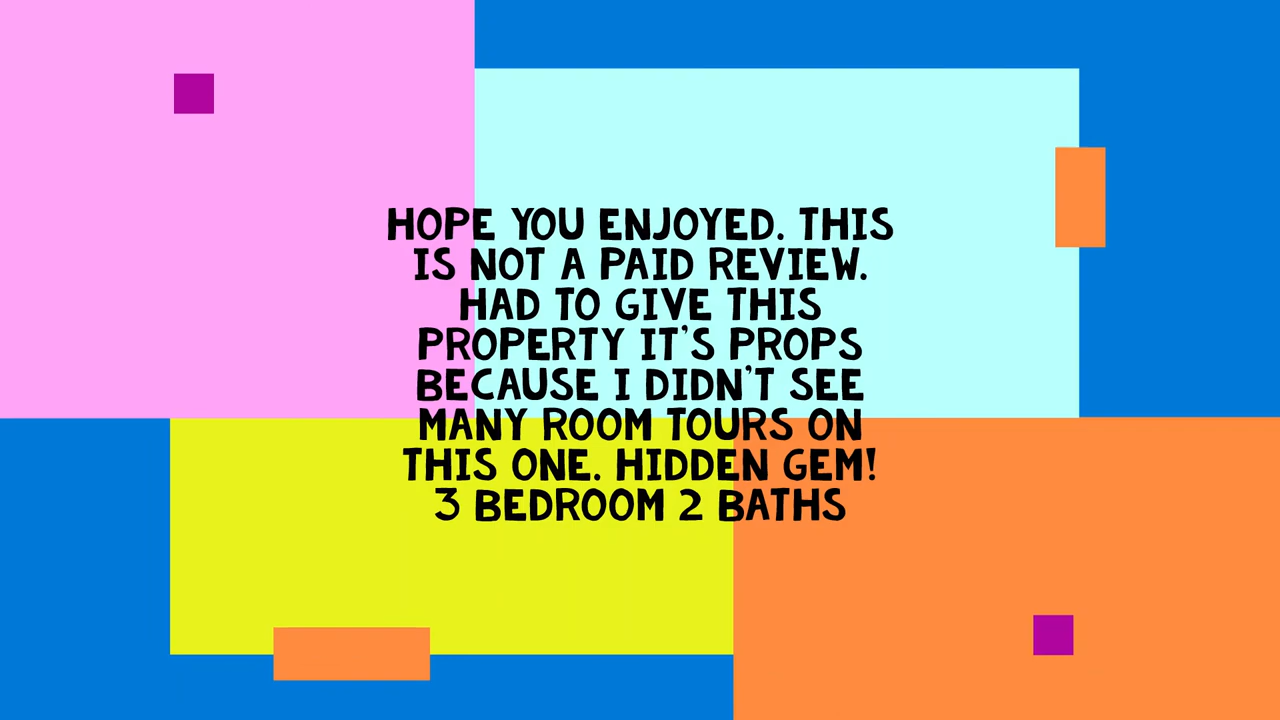 HOPE YOU ENJOYED. THIS
IS NOT A PAID REVIEW.
HAD TO GIVE THIS
PROPERTY IT'S PROPS
BECAUSE I DIDN'T SEE
MANY ROOM TOURS ON
THIS ONE. HIDDEN GEM!
3 BEDROOM 2 BATHS